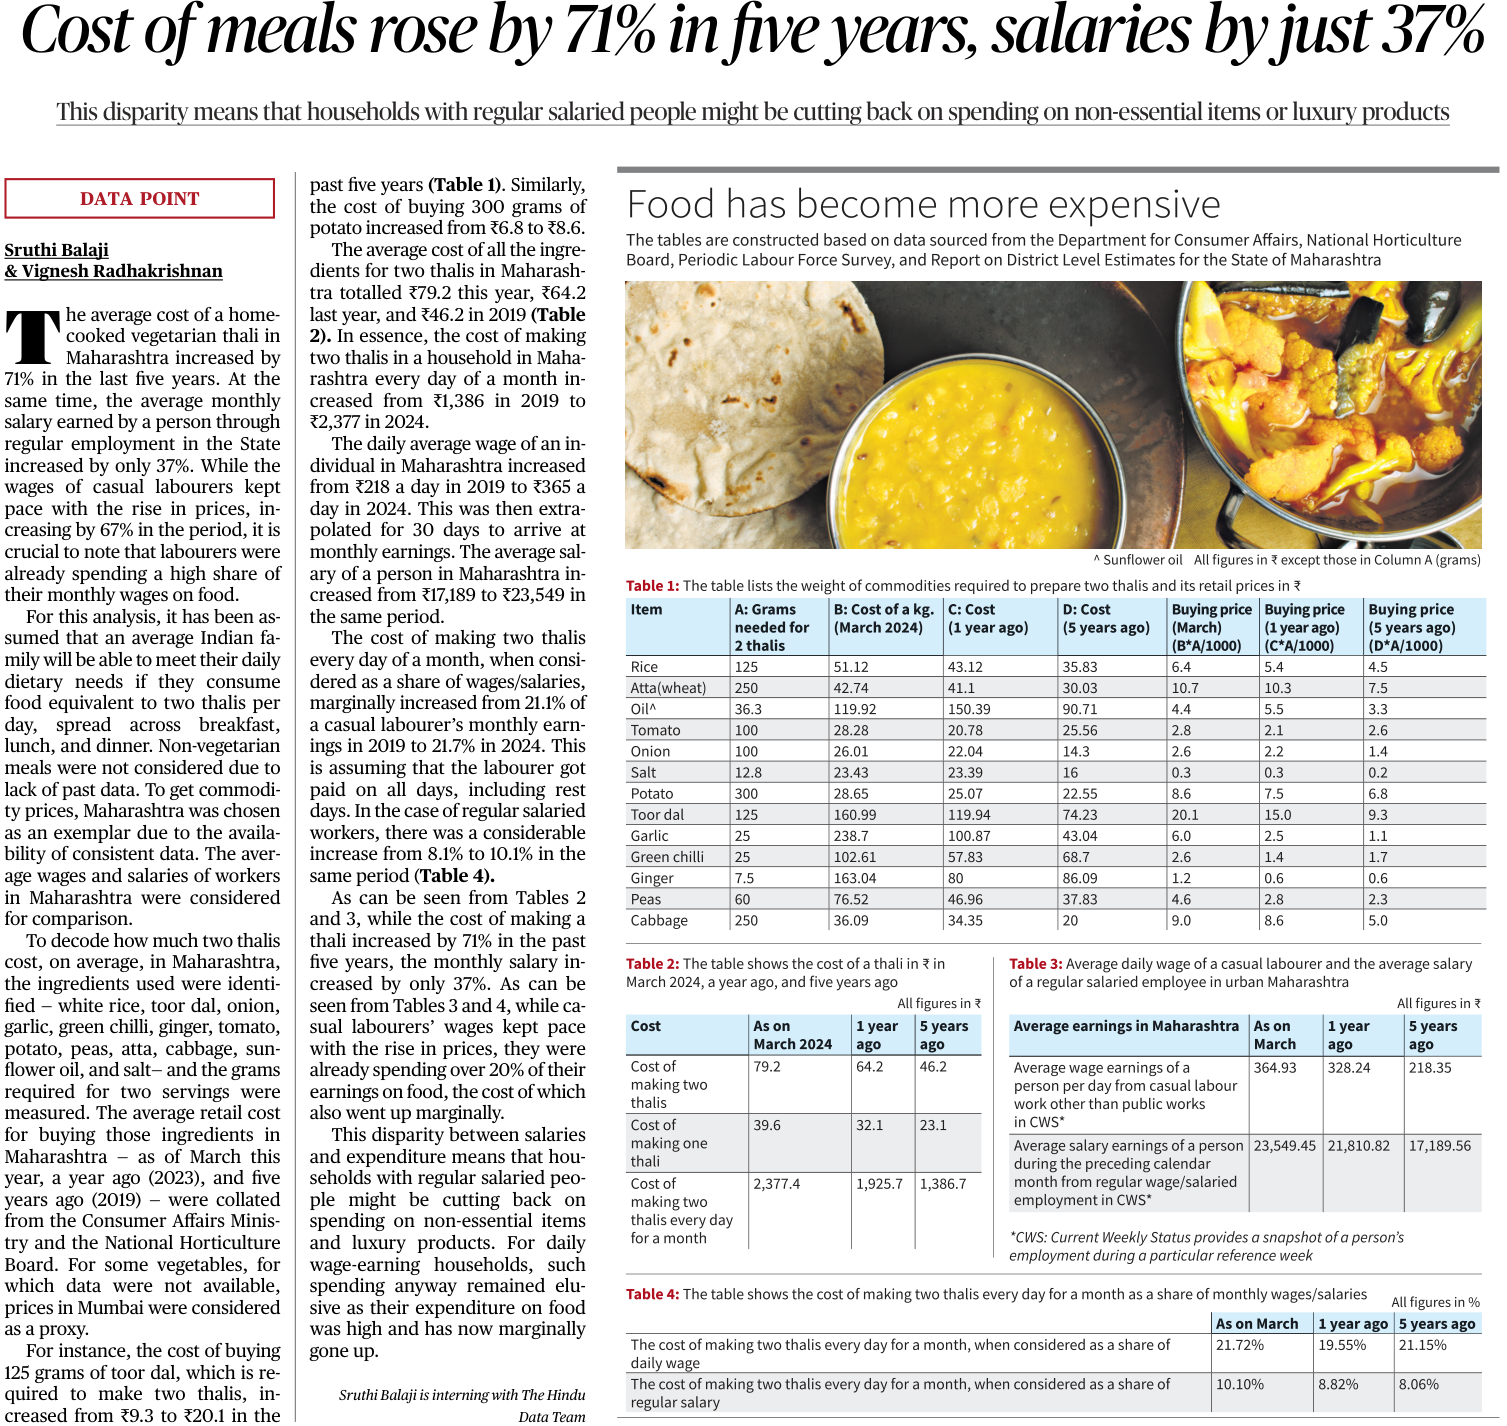 Cost of meals rose by 71% in five years, salaries by just 37%
This disparity means that households with regular salaried people might be cutting back on spending on non-essential items or luxury products
DATA POINT
Sruthi Balaji
& Vignesh Radhakrishnan
The average cost of a home-
cooked vegetarian thali in
Maharashtra increased by
71% in the last five years. At the
same time, the average monthly
salary earned by a person through
regular employment in the State
increased by only 37%. While the
wages of casual labourers kept
pace with the rise in prices, in-
creasing by 67% in the period, it is
crucial to note that labourers were
already spending a high share of
their monthly wages on food.
For this analysis, it has been as-
sumed that an average Indian fa-
mily will be able to meet their daily
dietary needs if they consume
food equivalent to two thalis per
day, spread across breakfast,
lunch, and dinner. Non-vegetarian
meals were not considered due to
lack of past data. To get commodi-
ty prices, Maharashtra was chosen
as an exemplar due to the availa-
bility of consistent data. The aver-
age wages and salaries of workers
in Maharashtra were considered
for comparison.
To decode how much two thalis
cost, on average, in Maharashtra,
the ingredients used were identi-
fied — white rice, toor dal, onion,
garlic, green chilli, ginger, tomato,
potato, peas, atta, cabbage, sun-
flower oil, and salt— and the grams
required for two servings were
measured. The average retail cost
for buying those ingredients in
Maharashtra — as of March this
year, a year ago (2023), and five
years ago (2019) — were collated
from the Consumer Affairs Minis-
try and the National Horticulture
Board. For some vegetables, for
which data were not available,
prices in Mumbai were considered
as a proxy.
For instance, the cost of buying
125 grams of toor dal, which is re-
quired to make two thalis, in-
creased from ₹9.3 to ₹20.1 in the
past five years (Table 1). Similarly,
the cost of buying 300 grams of
potato increased from ₹6.8 to ₹8.6.
The average cost of all the ingre-
dients for two thalis in Maharash-
tra totalled ₹79.2 this year, ₹64.2
last year, and ₹46.2 in 2019 (Table
2). In essence, the cost of making
two thalis in a household in Maha-
rashtra every day of a month in-
creased from ₹1,386 in 2019 to
₹2,377 in 2024.
The daily average wage of an in-
dividual in Maharashtra increased
from ₹218 a day in 2019 to ₹365 a
day in 2024. This was then extra-
polated for 30 days to arrive at
monthly earnings. The average sal-
ary of a person in Maharashtra in-
creased from ₹17,189 to ₹23,549 in
the same period.
The cost of making two thalis
every day of a month, when consi-
dered as a share of wages/salaries,
marginally increased from 21.1% of
a casual labourer's monthly earn-
ings in 2019 to 21.7% in 2024. This
is assuming that the labourer got
paid on all days, including rest
days. In the case of regular salaried
workers, there was a considerable
increase from 8.1% to 10.1% in the
same period (Table 4).
As can be seen from Tables 2
and 3, while the cost of making a
thali increased by 71% in the past
five years, the monthly salary in-
creased by only 37%. As can be
seen from Tables 3 and 4, while ca-
sual labourers' wages kept pace
with the rise in prices, they were
already spending over 20% of their
earnings on food, the cost of which
also went up marginally.
This disparity between salaries
and expenditure means that hou-
seholds with regular salaried peo-
ple might be cutting back on
spending on non-essential items
and luxury products. For daily
wage-earning households, such
spending anyway remained elu-
sive as their expenditure on food
was high and has now marginally
gone up.
Sruthi Balaji is interning with The Hindu
Data Team
Food has become more expensive
The tables are constructed based on data sourced from the Department for Consumer Affairs, National Horticulture
Board, Periodic Labour Force Survey, and Report on District Level Estimates for the State of Maharashtra
^ Sunflower oil All figures in ₹ except those in Column A (grams)
Table 1: The table lists the weight of commodities required to prepare two thalis and its retail prices in ₹
Item A: Grams needed for 2 thalis B: Cost of a kg. (March 2024) C: Cost (1 year ago) D: Cost (5 years ago) Buying price (March) (B*A/1000) Buying price (1 year ago) (C*A/1000) Buying price (5 years ago) (D*A/1000)
Rice 125 51.12 43.12 35.83 6.4 5.4 4.5
Atta(wheat) 250 42.74 41.1 30.03 10.7 10.3 7.5
Oil^ 36.3 119.92 150.39 90.71 4.4 5.5 3.3
Tomato 100 28.28 20.78 25.56 2.8 2.1 2.6
Onion 100 26.01 22.04 14.3 2.6 2.2 1.4
Salt 12.8 23.43 23.39 16 0.3 0.3 0.2
Potato 300 28.65 25.07 22.55 8.6 7.5 6.8
Toor dal 125 160.99 119.94 74.23 20.1 15.0 9.3
Garlic 25 238.7 100.87 43.04 6.0 2.5 1.1
Green chilli 25 102.61 57.83 68.7 2.6 1.4 1.7
Ginger 7.5 163.04 80 86.09 1.2 0.6 0.6
Peas 60 76.52 46.96 37.83 4.6 2.8 2.3
Cabbage 250 36.09 34.35 20 9.0 8.6 5.0
Table 2: The table shows the cost of a thali in ₹ in
March 2024, a year ago, and five years ago
All figures in ₹
Cost As on March 2024 1 year ago 5 years ago
Cost of making two thalis 79.2 64.2 46.2
Cost of making one thali 39.6 32.1 23.1
Cost of making two thalis every day for a month 2,377.4 1,925.7 1,386.7
Table 3: Average daily wage of a casual labourer and the average salary
of a regular salaried employee in urban Maharashtra
All figures in ₹
Average earnings in Maharashtra As on March 1 year ago 5 years ago
Average wage earnings of a person per day from casual labour work other than public works in CWS* 364.93 328.24 218.35
Average salary earnings of a person during the preceding calendar month from regular wage/salaried employment in CWS* 23,549.45 21,810.82 17,189.56
*CWS: Current Weekly Status provides a snapshot of a person's
employment during a particular reference week
Table 4: The table shows the cost of making two thalis every day for a month as a share of monthly wages/salaries
All figures in %
As on March 1 year ago 5 years ago
The cost of making two thalis every day for a month, when considered as a share of daily wage 21.72% 19.55% 21.15%
The cost of making two thalis every day for a month, when considered as a share of regular salary 10.10% 8.82% 8.06%